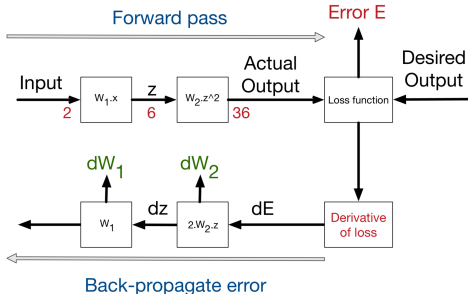 Forward pass
Error E
Input
z
Actual
Output
Desired
Output
W₁.x
W₂.z^2
Loss function
2
6
36
dW₁
dW₂
dz
dE
W₁
2.W₂.z
Derivative
of loss
Back-propagate error